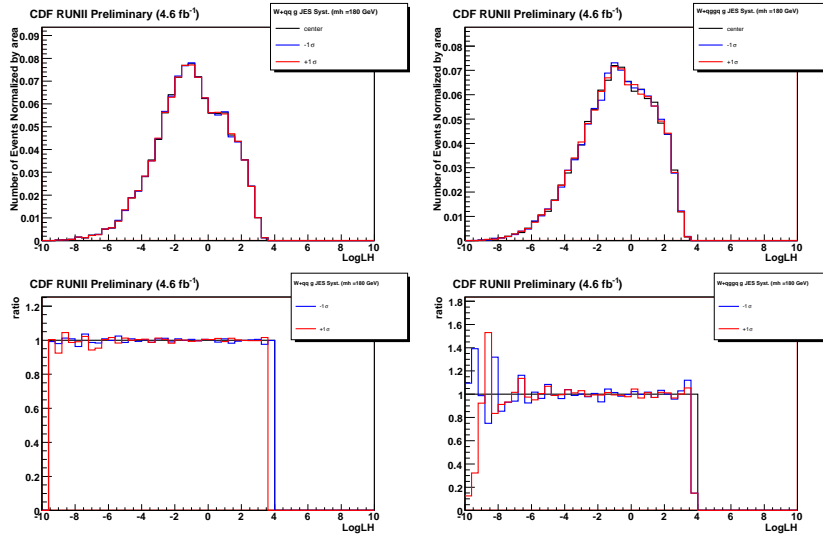 CDF RUNII Preliminary (4.6 fb-1)
W+qq g JES Syst. (mh =180 GeV)
center
-1σ
+1σ
Number of Events Normalized by area
0.09
0.08
0.07
0.06
0.05
0.04
0.03
0.02
0.01
0
-10 -8 -6 -4 -2 0 2 4 6 8 10
LogLH
CDF RUNII Preliminary (4.6 fb-1)
W+qggq g JES Syst. (mh =180 GeV)
center
-1σ
+1σ
Number of Events Normalized by area
0.08
0.07
0.06
0.05
0.04
0.03
0.02
0.01
0
-10 -8 -6 -4 -2 0 2 4 6 8 10
LogLH
CDF RUNII Preliminary (4.6 fb-1)
W+qq g JES Syst. (mh =180 GeV)
-1σ
+1σ
ratio
1.2
1
0.8
0.6
0.4
0.2
0
-10 -8 -6 -4 -2 0 2 4 6 8 10
LogLH
CDF RUNII Preliminary (4.6 fb-1)
W+qggq g JES Syst. (mh =180 GeV)
-1σ
+1σ
ratio
1.8
1.6
1.4
1.2
1
0.8
0.6
0.4
0.2
0
-10 -8 -6 -4 -2 0 2 4 6 8 10
LogLH